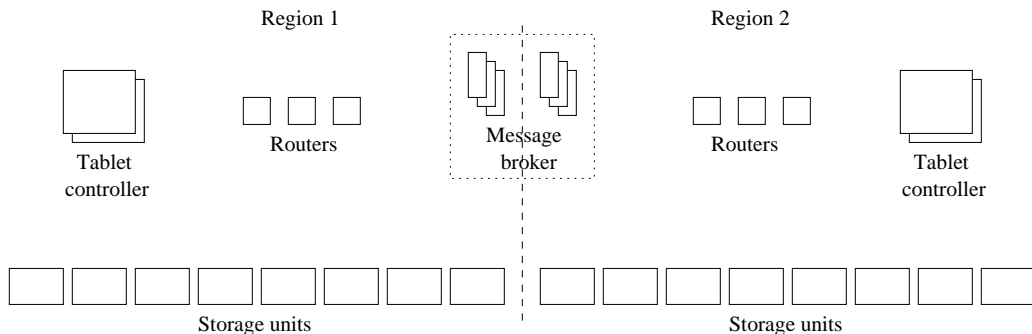 Region 1
Region 2
Tablet
controller
Routers
Message
broker
Routers
Tablet
controller
Storage units
Storage units